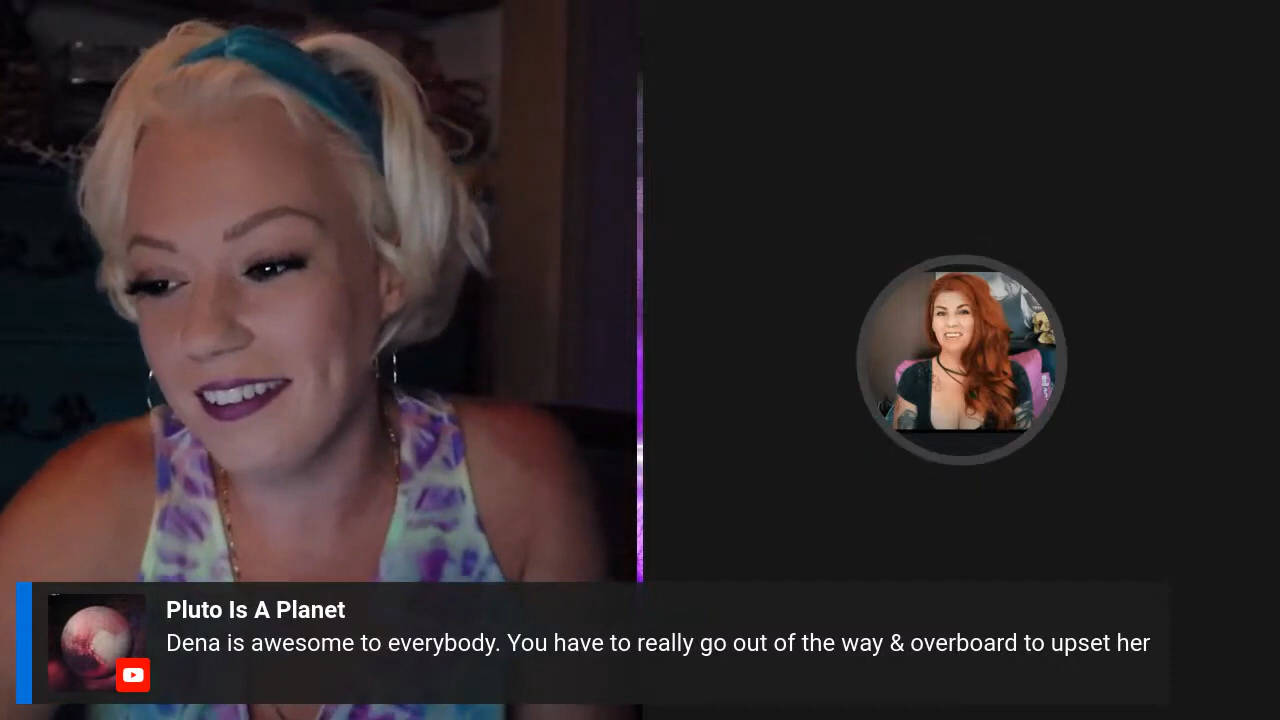 Pluto Is A Planet
Dena is awesome to everybody. You have to really go out of the way & overboard to upset her